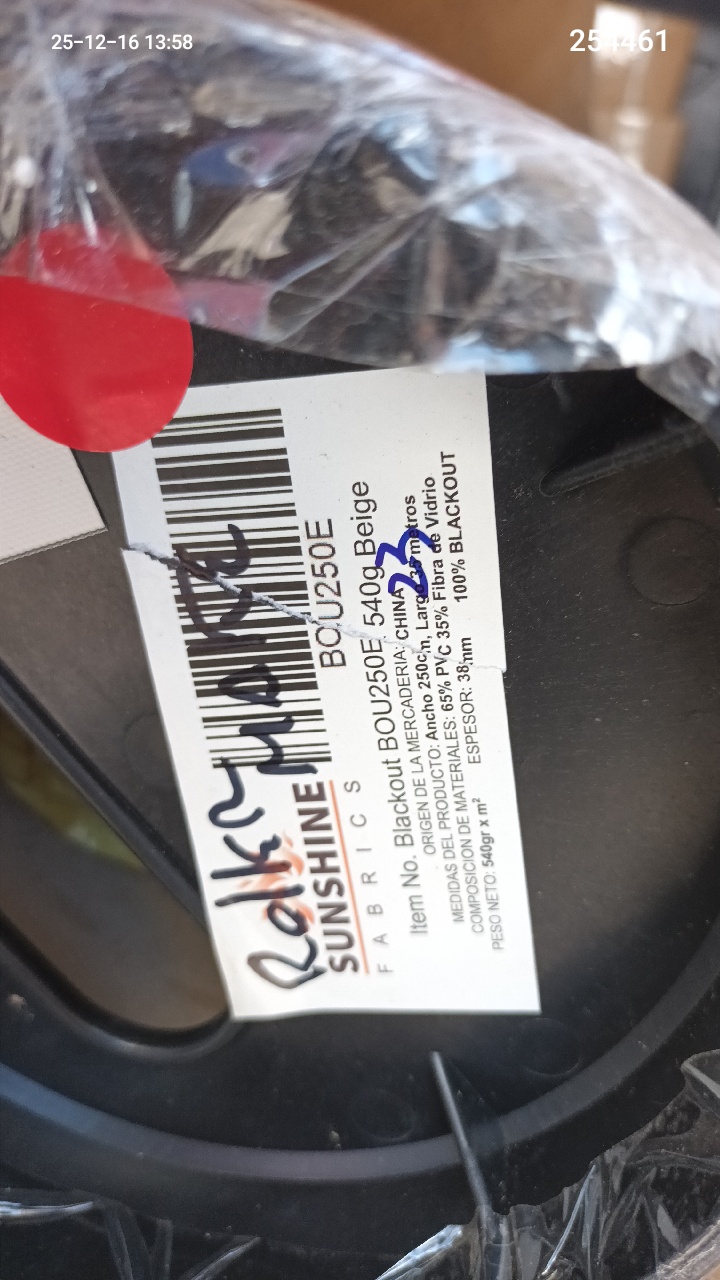 25-12-16 13:58
254461
SUNSHINE
FABRICS
BOU250E
Item No. Blackout BOU250E 540g Beige
ORIGEN DE LA MERCADERIA: CHINA
23
MEDIDAS DEL PRODUCTO: Ancho 250cm, Largo 35 metros
COMPOSICION DE MATERIALES: 65% PVC 35% Fibra de Vidrio
PESO NETO: 540gr x m² ESPESOR: 38mm 100% BLACKOUT